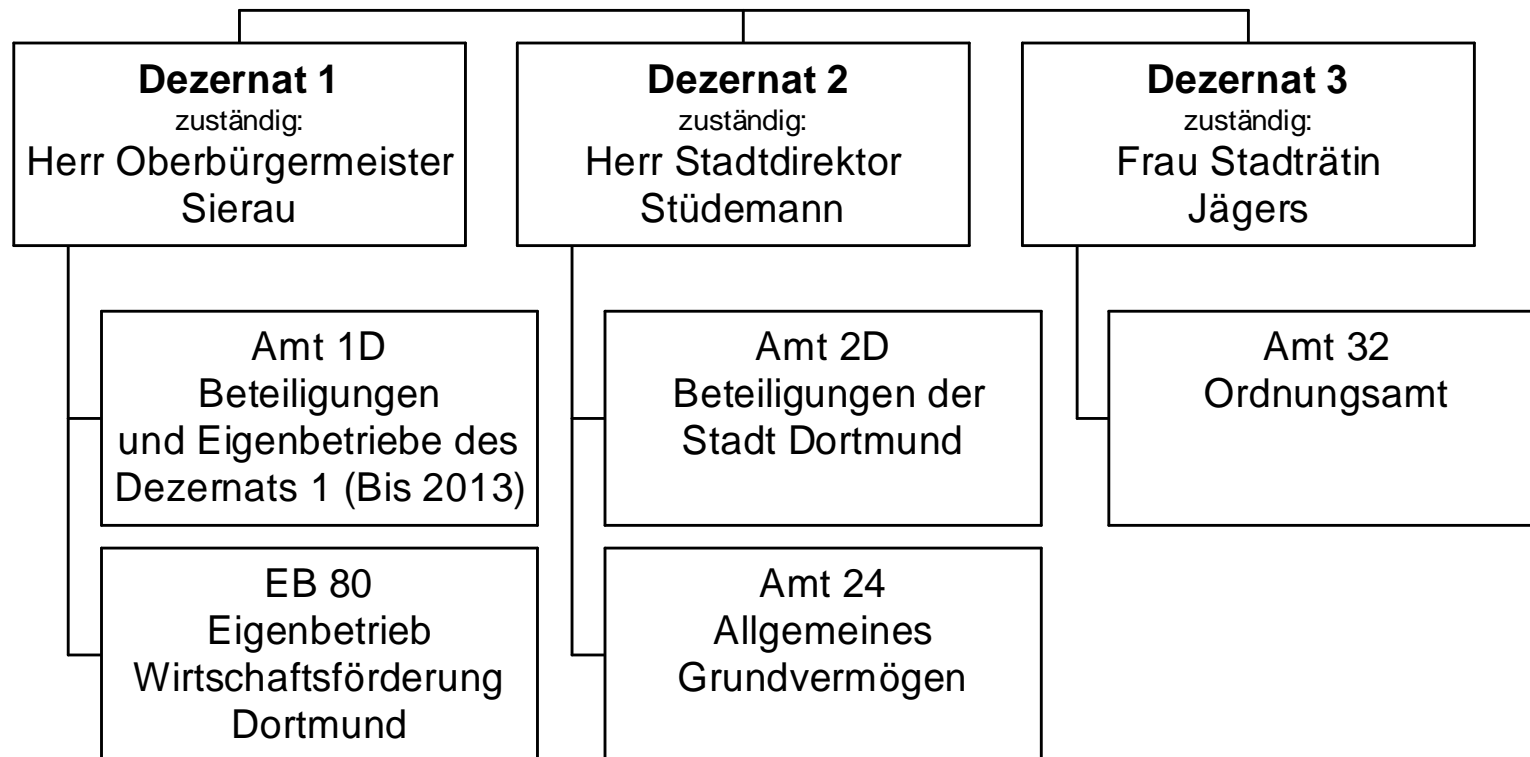 Dezernat 1
zuständig:
Herr Oberbürgermeister
Sierau
Dezernat 2
zuständig:
Herr Stadtdirektor
Stüdemann
Dezernat 3
zuständig:
Frau Stadträtin
Jägers
Amt 1D
Beteiligungen
und Eigenbetriebe des
Dezernats 1 (Bis 2013)
Amt 2D
Beteiligungen der
Stadt Dortmund
Amt 32
Ordnungsamt
EB 80
Eigenbetrieb
Wirtschaftsförderung
Dortmund
Amt 24
Allgemeines
Grundvermögen